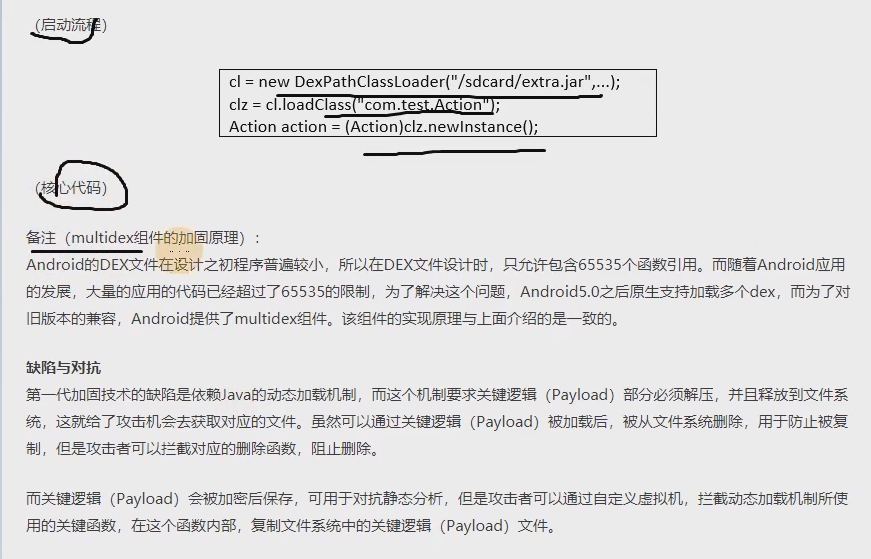 （启动流程）
cl = new DexPathClassLoader("/sdcard/extra.jar",...);
clz = cl.loadClass("com.test.Action");
Action action = (Action)clz.newInstance();
（核心代码）
备注（multidex组件的加固原理）：
Android的DEX文件在设计之初程序普遍较小，所以在DEX文件设计时，只允许包含65535个函数引用。而随着Android应用
的发展，大量的应用的代码已经超过了65535的限制，为了解决这个问题，Android5.0之后原生支持加载多个dex，而为了对
旧版本的兼容，Android提供了multidex组件。该组件的实现原理与上面介绍的是一致的。
缺陷与对抗
第一代加固技术的缺陷是依赖Java的动态加载机制，而这个机制要求关键逻辑（Payload）部分必须解压，并且释放到文件系
统，这就给了攻击机会去获取对应的文件。虽然可以通过关键逻辑（Payload）被加载后，被从文件系统删除，用于防止被复
制，但是攻击者可以拦截对应的删除函数，阻止删除。
而关键逻辑（Payload）会被加密后保存，可用于对抗静态分析，但是攻击者可以通过自定义虚拟机，拦截动态加载机制所使
用的关键函数，在这个函数内部，复制文件系统中的关键逻辑（Payload）文件。